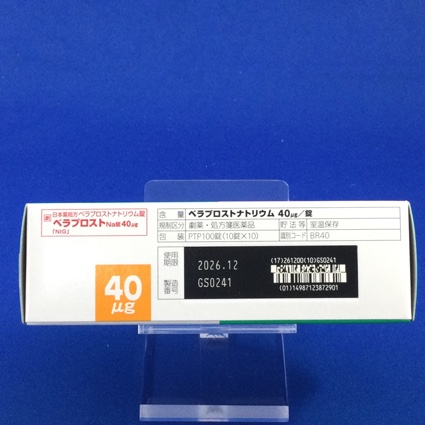 劇
日本薬局方 ベラプロストナトリウム錠
ベラプロストNa錠40μg
「NIG」
含量 ベラプロストナトリウム 40μg/錠
規制区分 劇薬・処方箋医薬品 貯法等 室温保存
包装 PTP100錠(10錠×10) 識別コード BR40
使用
期限 2026.12
製造
番号 GS0241
(17)261200(10)GS0241
(01)14987123872901
40
μg